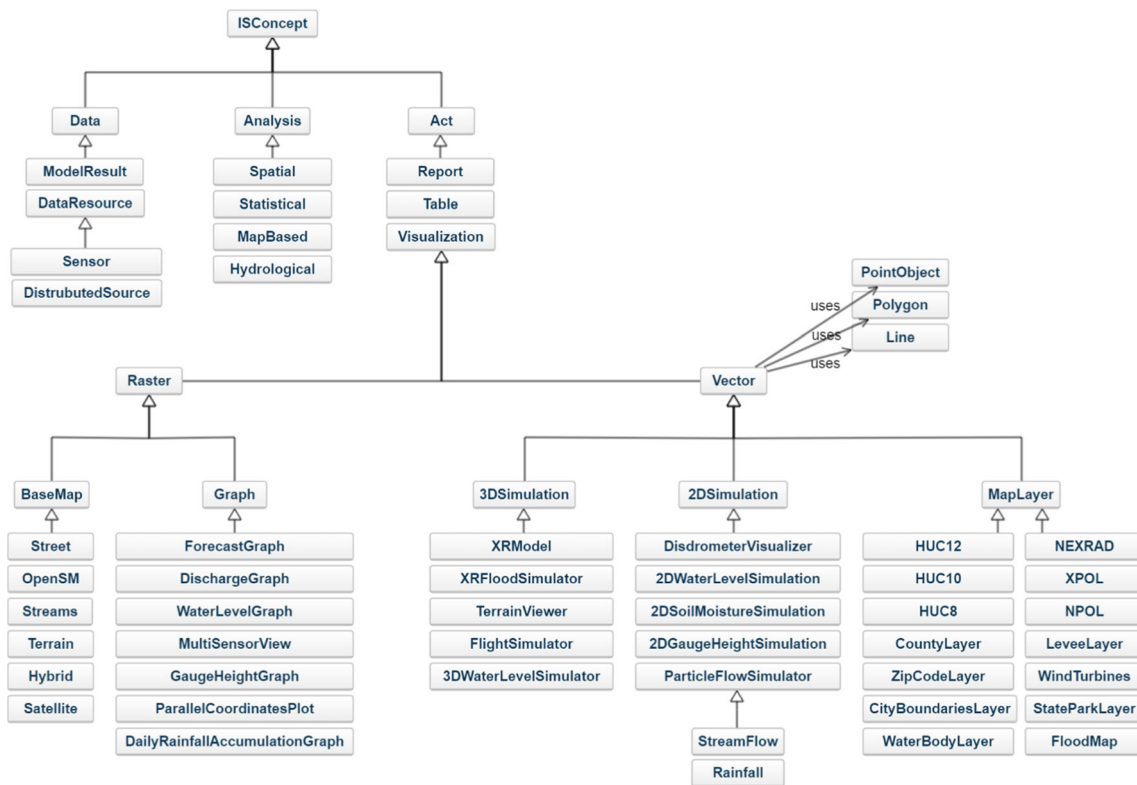 ISConcept
Data
Analysis
Act
ModelResult
DataResource
Sensor
DistrubutedSource
Spatial
Statistical
MapBased
Hydrological
Report
Table
Visualization
PointObject
Polygon
Line
uses
uses
uses
Raster
Vector
BaseMap
Graph
3DSimulation
2DSimulation
MapLayer
Street
OpenSM
Streams
Terrain
Hybrid
Satellite
ForecastGraph
DischargeGraph
WaterLevelGraph
MultiSensorView
GaugeHeightGraph
ParallelCoordinatesPlot
DailyRainfallAccumulationGraph
XRModel
XRFloodSimulator
TerrainViewer
FlightSimulator
3DWaterLevelSimulator
DisdrometerVisualizer
2DWaterLevelSimulation
2DSoilMoistureSimulation
2DGaugeHeightSimulation
ParticleFlowSimulator
StreamFlow
Rainfall
HUC12
HUC10
HUC8
CountyLayer
ZipCodeLayer
CityBoundariesLayer
WaterBodyLayer
NEXRAD
XPOL
NPOL
LeveeLayer
WindTurbines
StateParkLayer
FloodMap